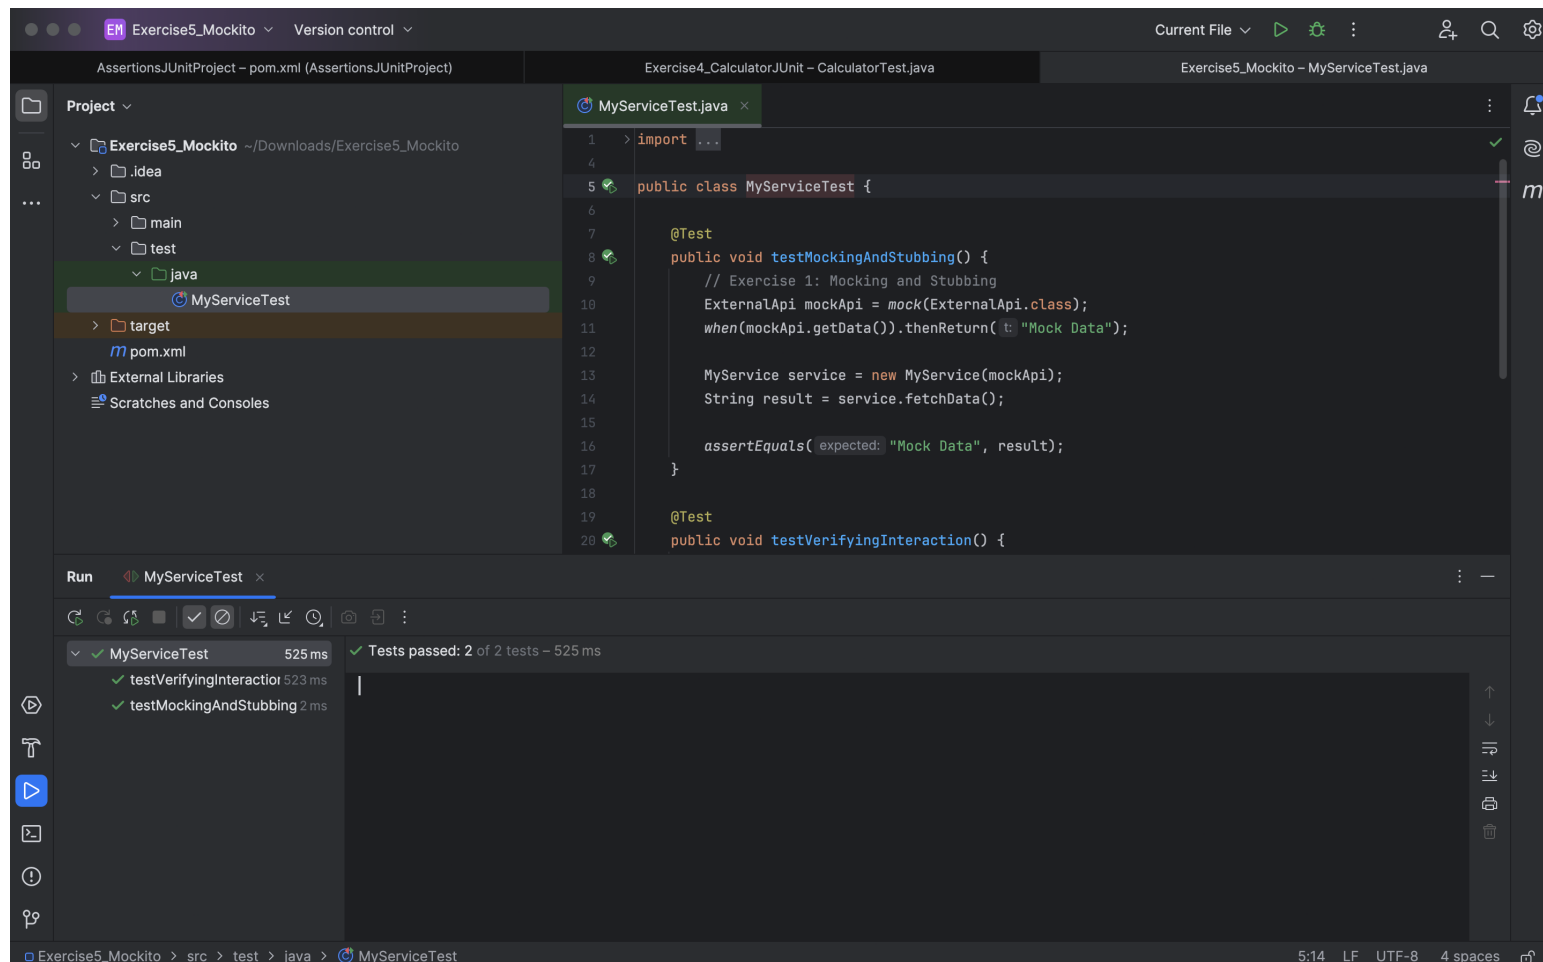 EM Exercise5_Mockito Version control Current File
AssertionsJUnitProject – pom.xml (AssertionsJUnitProject) Exercise4_CalculatorJUnit – CalculatorTest.java Exercise5_Mockito – MyServiceTest.java
Project
Exercise5_Mockito ~/Downloads/Exercise5_Mockito
.idea
src
main
test
java
MyServiceTest
target
m pom.xml
External Libraries
Scratches and Consoles
MyServiceTest.java
1 import ...
4
5 public class MyServiceTest {
6
7 @Test
8 public void testMockingAndStubbing() {
9 // Exercise 1: Mocking and Stubbing
10 ExternalApi mockApi = mock(ExternalApi.class);
11 when(mockApi.getData()).thenReturn( t: "Mock Data");
12
13 MyService service = new MyService(mockApi);
14 String result = service.fetchData();
15
16 assertEquals( expected: "Mock Data", result);
17 }
18
19 @Test
20 public void testVerifyingInteraction() {
m
Run MyServiceTest
MyServiceTest 525 ms
testVerifyingInteraction 523 ms
testMockingAndStubbing 2 ms
Tests passed: 2 of 2 tests – 525 ms
Exercise5_Mockito > src > test > java > MyServiceTest 5:14 LF UTF-8 4 spaces